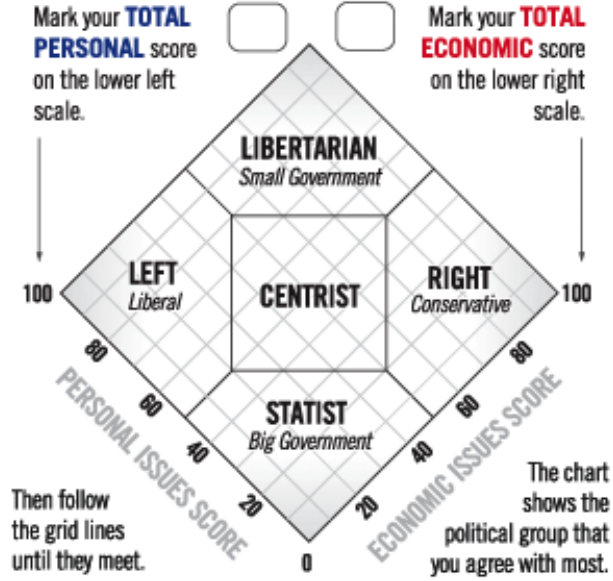 Mark your TOTAL
PERSONAL score
on the lower left
scale.
Mark your TOTAL
ECONOMIC score
on the lower right
scale.
LIBERTARIAN
Small Government
LEFT
Liberal
CENTRIST
RIGHT
Conservative
STATIST
Big Government
100
80
60
40
20
0
20
40
60
80
100
PERSONAL ISSUES SCORE
ECONOMIC ISSUES SCORE
Then follow
the grid lines
until they meet.
The chart
shows the
political group that
you agree with most.